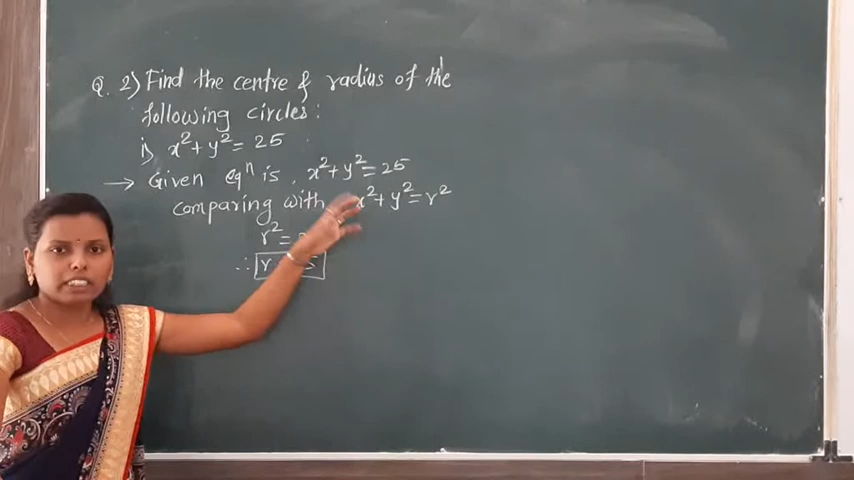 Q. 2) Find the centre & radius of the
following circles :
i) x² + y² = 25
→ Given eqⁿ is , x² + y² = 25
comparing with x² + y² = r²
r² =
∴ r